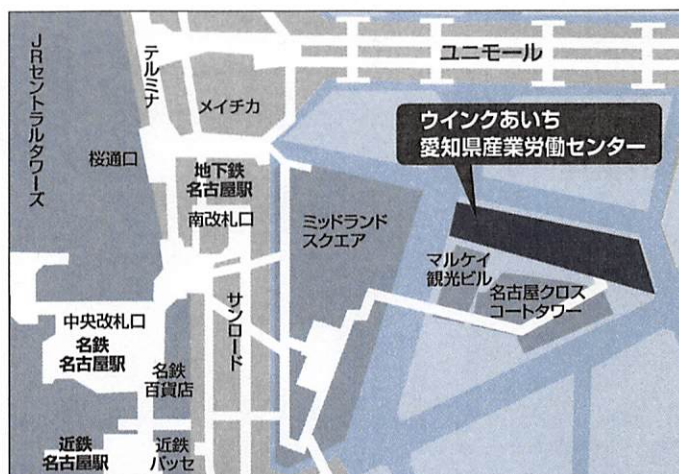 JRセントラルタワーズ
テルミナ
ユニモール
メイチカ
ウインクあいち
愛知県産業労働センター
桜通口
地下鉄
名古屋駅
南改札口
ミッドランド
スクエア
マルケイ
観光ビル
名古屋クロス
コートタワー
サンロード
中央改札口
名鉄
名古屋駅
名鉄
百貨店
近鉄
名古屋駅
近鉄
パッセ